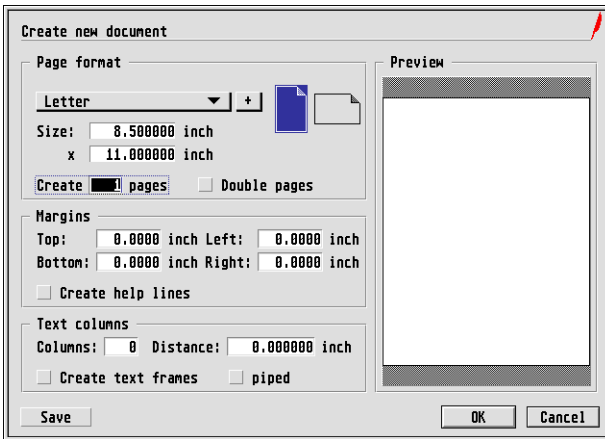 Create new document
Page format
Letter +
Size: 8.500000 inch
x 11.000000 inch
Create 1 pages Double pages
Margins
Top: 0.0000 inch Left: 0.0000 inch
Bottom: 0.0000 inch Right: 0.0000 inch
Create help lines
Text columns
Columns: 0 Distance: 0.000000 inch
Create text frames piped
Preview
Save OK Cancel